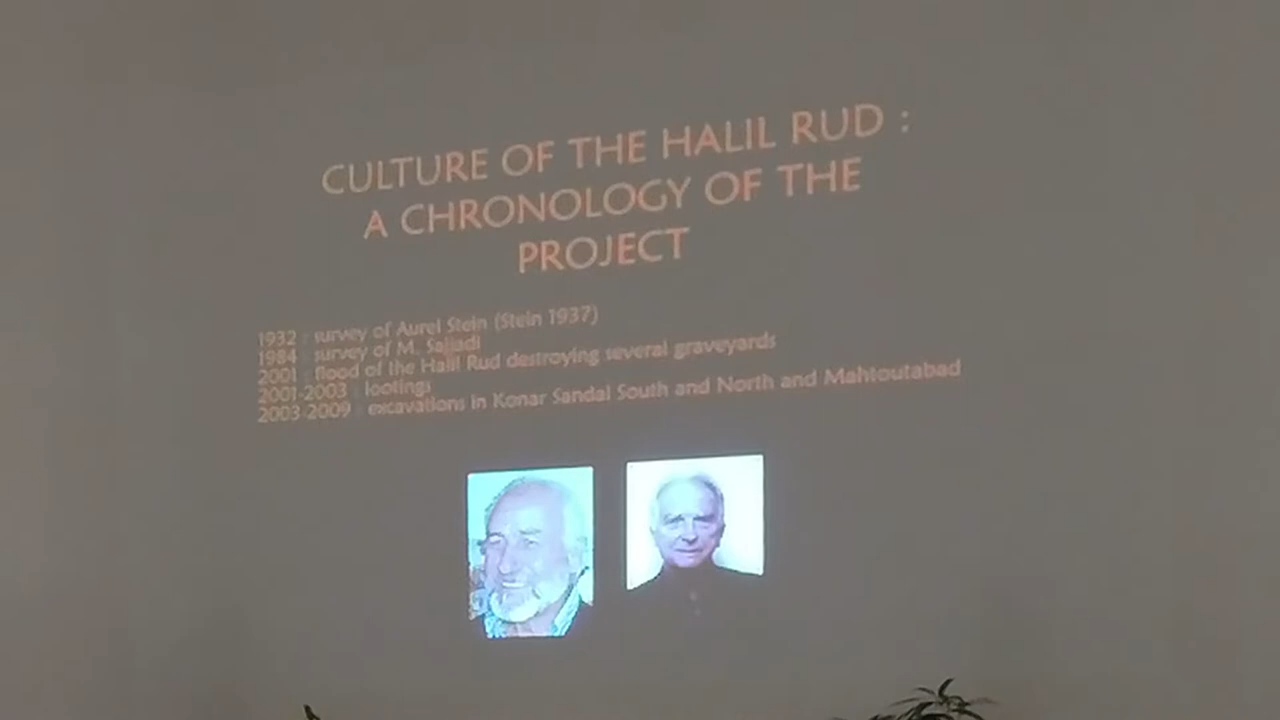 CULTURE OF THE HALIL RUD :
A CHRONOLOGY OF THE
PROJECT
1932 : survey of Aurel Stein (Stein 1937)
1984 : survey of M. Sajjadi
2001 : flood of the Halil Rud destroying several graveyards
2001-2003 : lootings
2003-2009 : excavations in Konar Sandal South and North and Mahtoutabad